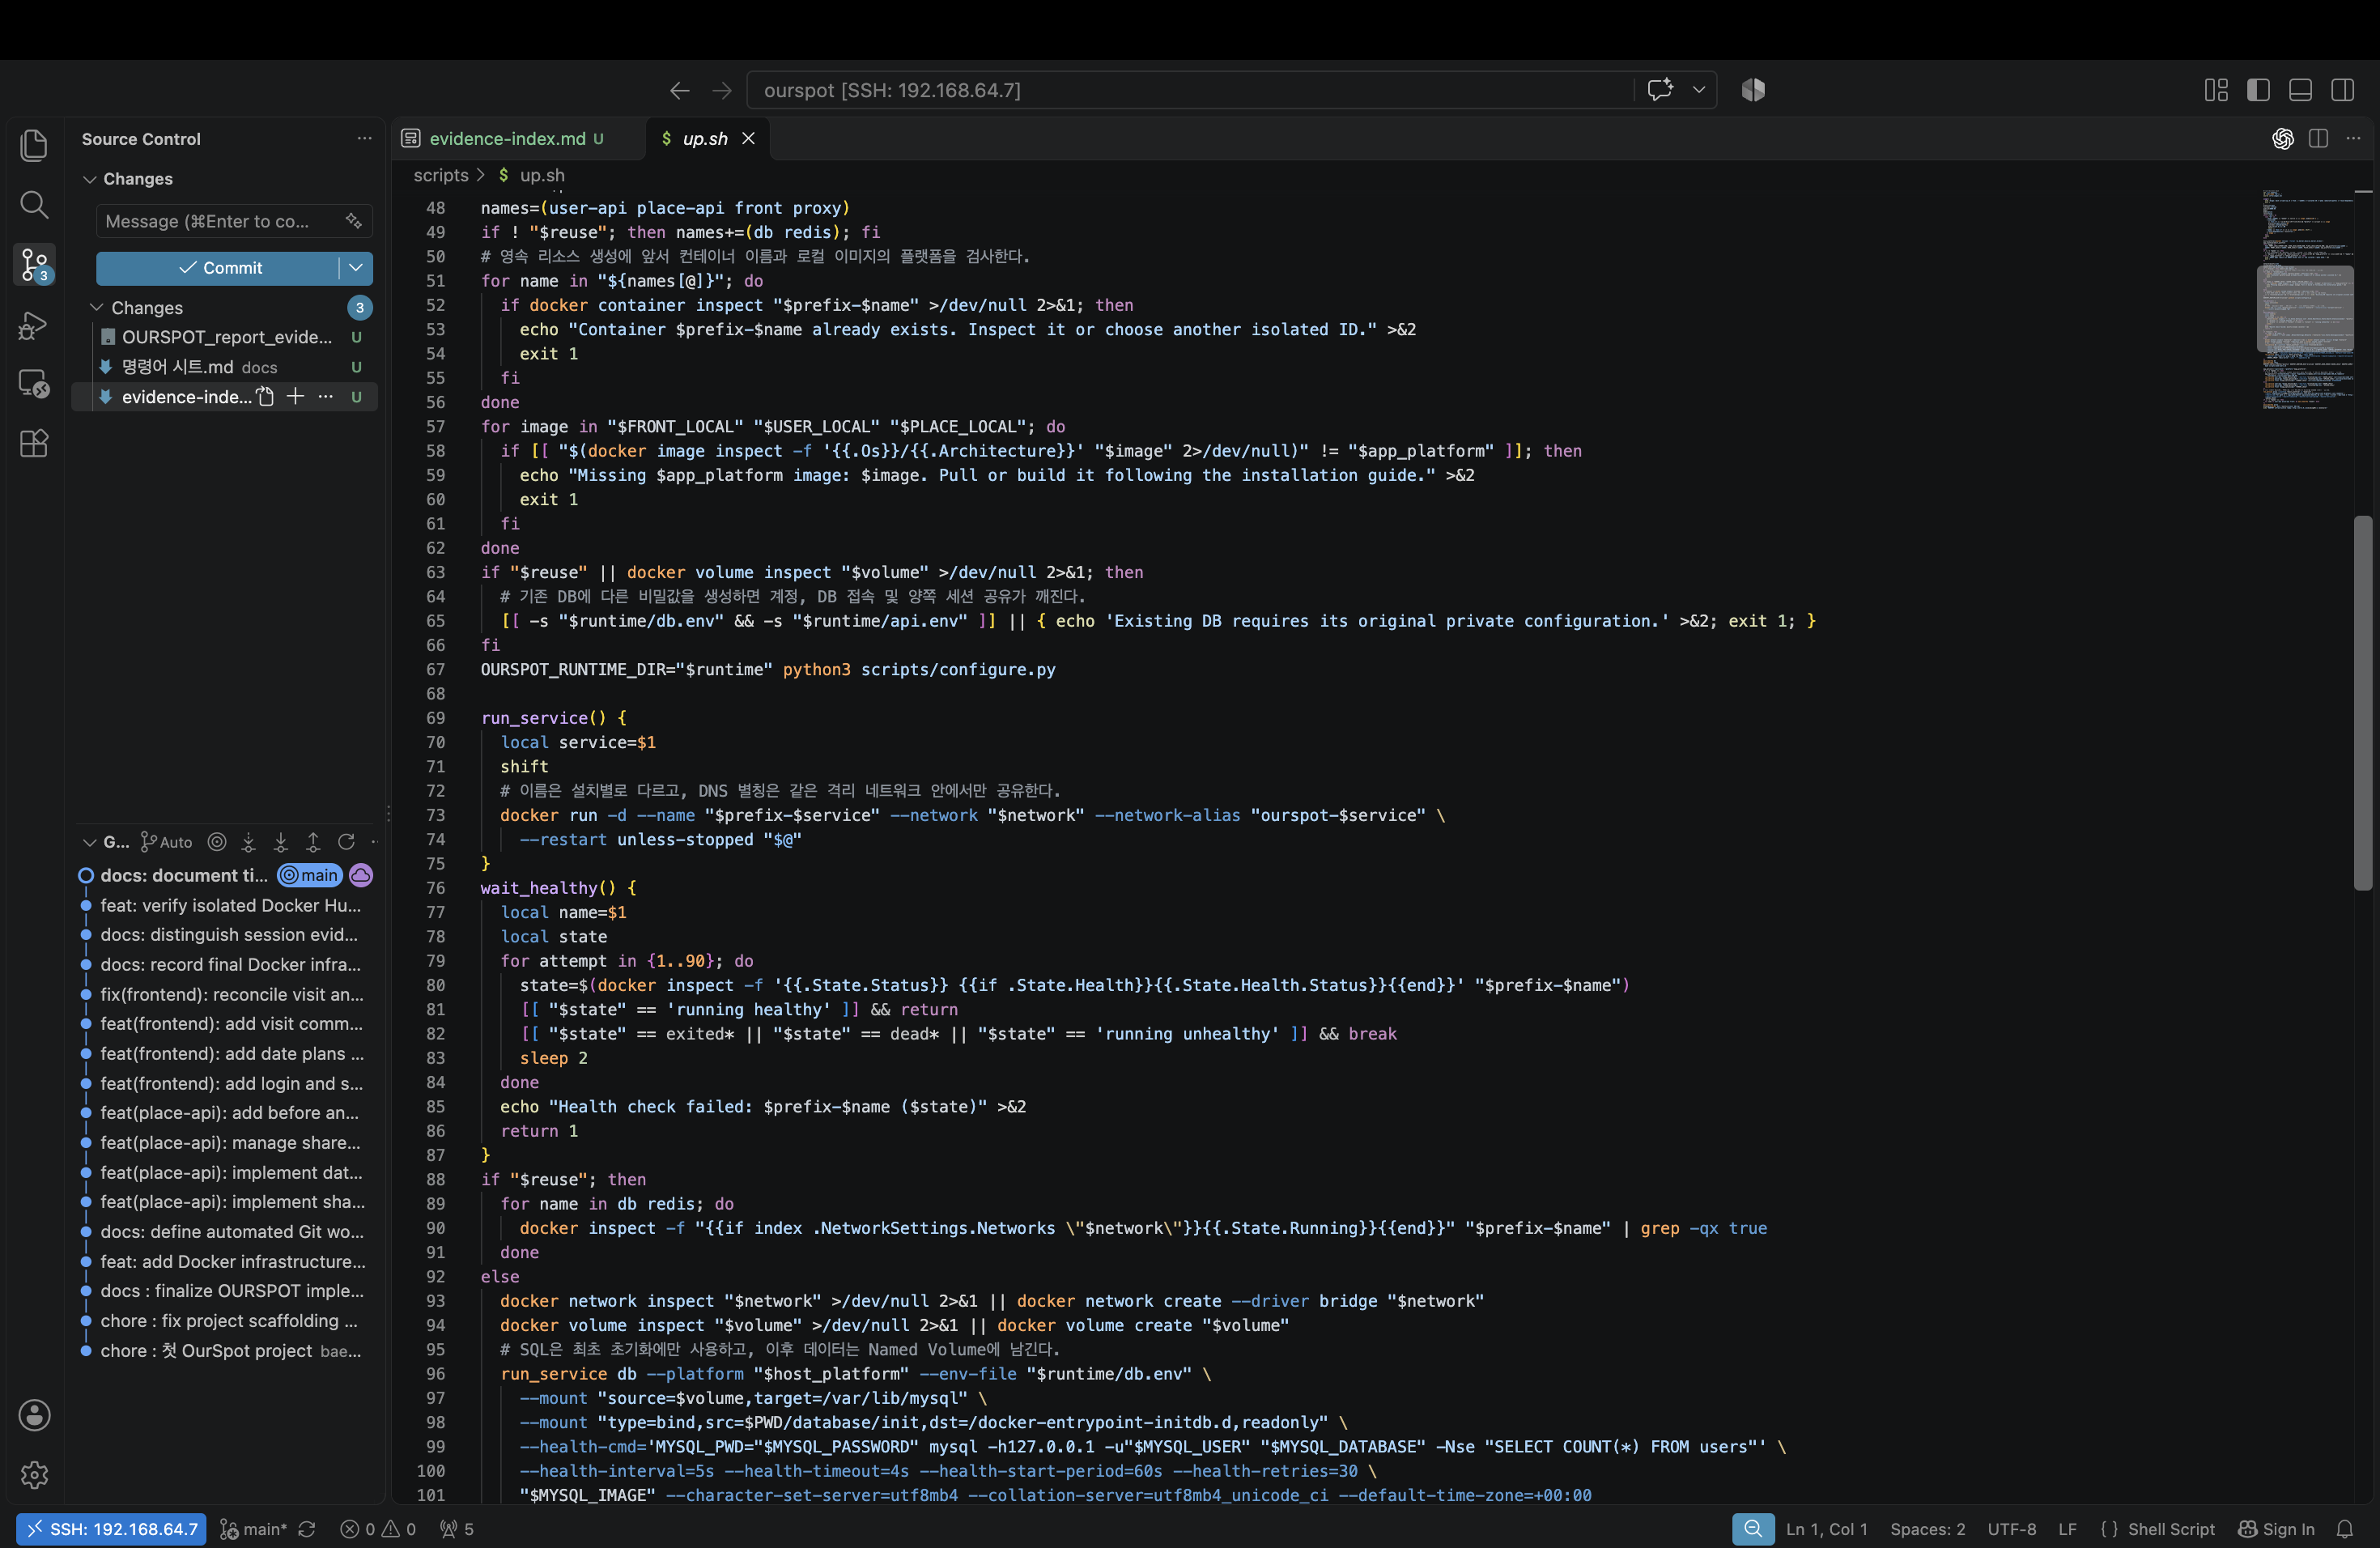 ourspot [SSH: 192.168.64.7]
Source Control
Changes
Message (⌘Enter to co...
Commit
Changes 3
OURSPOT_report_evide... U
명령어 시트.md docs U
evidence-inde... U
G... Auto
docs: document ti... main
feat: verify isolated Docker Hu...
docs: distinguish session evid...
docs: record final Docker infra...
fix(frontend): reconcile visit an...
feat(frontend): add visit comm...
feat(frontend): add date plans ...
feat(frontend): add login and s...
feat(place-api): add before an...
feat(place-api): manage share...
feat(place-api): implement dat...
feat(place-api): implement sha...
docs: define automated Git wo...
feat: add Docker infrastructure...
docs : finalize OURSPOT imple...
chore : fix project scaffolding ...
chore : 첫 OurSpot project bae...
evidence-index.md U
$ up.sh
scripts > $ up.sh
48 names=(user-api place-api front proxy)
49 if ! "$reuse"; then names+=(db redis); fi
50 # 영속 리소스 생성에 앞서 컨테이너 이름과 로컬 이미지의 플랫폼을 검사한다.
51 for name in "${names[@]}"; do
52 if docker container inspect "$prefix-$name" >/dev/null 2>&1; then
53 echo "Container $prefix-$name already exists. Inspect it or choose another isolated ID." >&2
54 exit 1
55 fi
56 done
57 for image in "$FRONT_LOCAL" "$USER_LOCAL" "$PLACE_LOCAL"; do
58 if [[ "$(docker image inspect -f '{{.Os}}/{{.Architecture}}' "$image" 2>/dev/null)" != "$app_platform" ]]; then
59 echo "Missing $app_platform image: $image. Pull or build it following the installation guide." >&2
60 exit 1
61 fi
62 done
63 if "$reuse" || docker volume inspect "$volume" >/dev/null 2>&1; then
64 # 기존 DB에 다른 비밀값을 생성하면 계정, DB 접속 및 양쪽 세션 공유가 깨진다.
65 [[ -s "$runtime/db.env" && -s "$runtime/api.env" ]] || { echo 'Existing DB requires its original private configuration.' >&2; exit 1; }
66 fi
67 OURSPOT_RUNTIME_DIR="$runtime" python3 scripts/configure.py
68
69 run_service() {
70 local service=$1
71 shift
72 # 이름은 설치별로 다르고, DNS 별칭은 같은 격리 네트워크 안에서만 공유한다.
73 docker run -d --name "$prefix-$service" --network "$network" --network-alias "ourspot-$service" \
74 --restart unless-stopped "$@"
75 }
76 wait_healthy() {
77 local name=$1
78 local state
79 for attempt in {1..90}; do
80 state=$(docker inspect -f '{{.State.Status}} {{if .State.Health}}{{.State.Health.Status}}{{end}}' "$prefix-$name")
81 [[ "$state" == 'running healthy' ]] && return
82 [[ "$state" == exited* || "$state" == dead* || "$state" == 'running unhealthy' ]] && break
83 sleep 2
84 done
85 echo "Health check failed: $prefix-$name ($state)" >&2
86 return 1
87 }
88 if "$reuse"; then
89 for name in db redis; do
90 docker inspect -f "{{if index .NetworkSettings.Networks \"$network\"}}{{.State.Running}}{{end}}" "$prefix-$name" | grep -qx true
91 done
92 else
93 docker network inspect "$network" >/dev/null 2>&1 || docker network create --driver bridge "$network"
94 docker volume inspect "$volume" >/dev/null 2>&1 || docker volume create "$volume"
95 # SQL은 최초 초기화에만 사용하고, 이후 데이터는 Named Volume에 남긴다.
96 run_service db --platform "$host_platform" --env-file "$runtime/db.env" \
97 --mount "source=$volume,target=/var/lib/mysql" \
98 --mount "type=bind,src=$PWD/database/init,dst=/docker-entrypoint-initdb.d,readonly" \
99 --health-cmd='MYSQL_PWD="$MYSQL_PASSWORD" mysql -h127.0.0.1 -u"$MYSQL_USER" "$MYSQL_DATABASE" -Nse "SELECT COUNT(*) FROM users"' \
100 --health-interval=5s --health-timeout=4s --health-start-period=60s --health-retries=30 \
101 "$MYSQL_IMAGE" --character-set-server=utf8mb4 --collation-server=utf8mb4_unicode_ci --default-time-zone=+00:00
3
SSH: 192.168.64.7 main* 0 0 5
Ln 1, Col 1 Spaces: 2 UTF-8 LF {} Shell Script Sign In